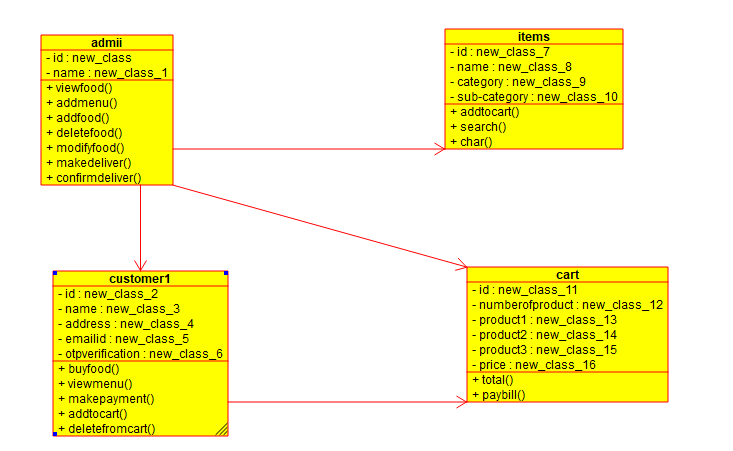 admii
- id : new_class
- name : new_class_1
+ viewfood()
+ addmenu()
+ addfood()
+ deletefood()
+ modifyfood()
+ makedeliver()
+ confirmdeliver()
items
- id : new_class_7
- name : new_class_8
- category : new_class_9
- sub-category : new_class_10
+ addtocart()
+ search()
+ char()
customer1
- id : new_class_2
- name : new_class_3
- address : new_class_4
- emailid : new_class_5
- otpverification : new_class_6
+ buyfood()
+ viewmenu()
+ makepayment()
+ addtocart()
+ deletefromcart()
cart
- id : new_class_11
- numberofproduct : new_class_12
- product1 : new_class_13
- product2 : new_class_14
- product3 : new_class_15
- price : new_class_16
+ total()
+ paybill()